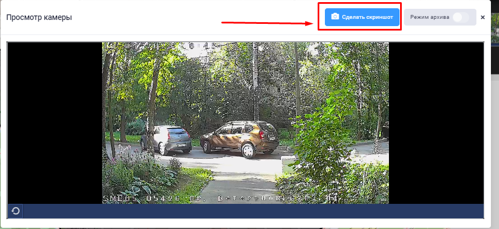 Просмотр камеры
Сделать скриншот
Режим архива